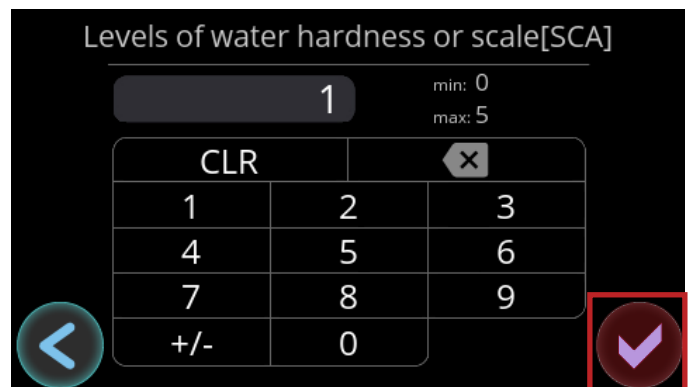 Levels of water hardness or scale[SCA]
1
min: 0
max: 5
CLR
1 2 3
4 5 6
7 8 9
+/- 0